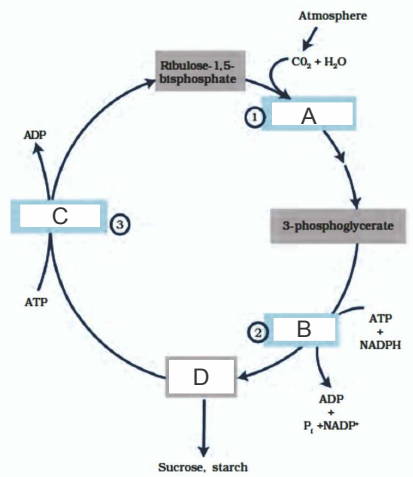 Atmosphere
CO₂ + H₂O
Ribulose-1,5-
bisphosphate
1
A
ADP
C
3
3-phosphoglycerate
ATP
2
B
ATP
+
NADPH
D
ADP
+
Pᵢ +NADP⁺
Sucrose, starch